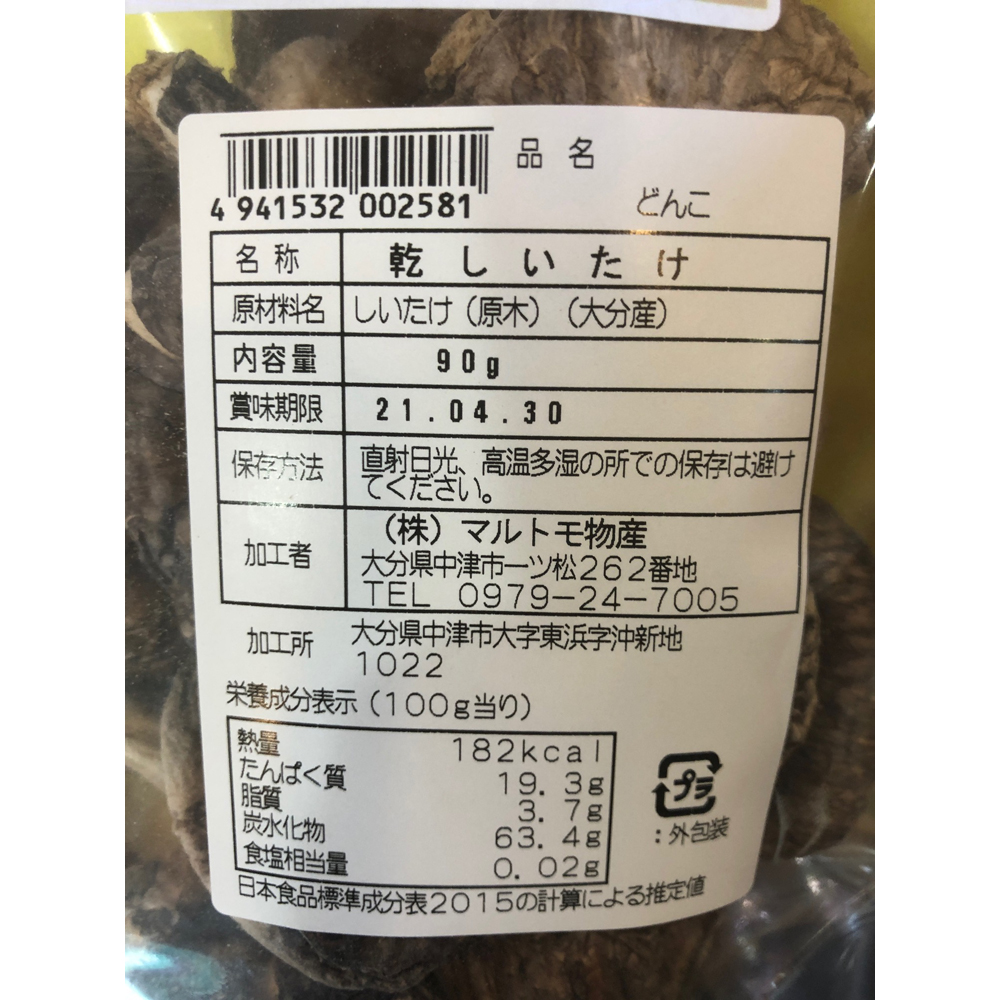 4 941532 002581
品名
どんこ
名称 乾しいたけ
原材料名 しいたけ（原木）（大分産）
内容量 90g
賞味期限 21.04.30
保存方法 直射日光、高温多湿の所での保存は避け
てください。
加工者 （株）マルトモ物産
大分県中津市一ツ松262番地
TEL 0979-24-7005
加工所 大分県中津市大字東浜字沖新地
1022
栄養成分表示（100g当り）
熱量 182kcal
たんぱく質 19.3g
脂質 3.7g
炭水化物 63.4g
食塩相当量 0.02g
プラ
：外包装
日本食品標準成分表2015の計算による推定値